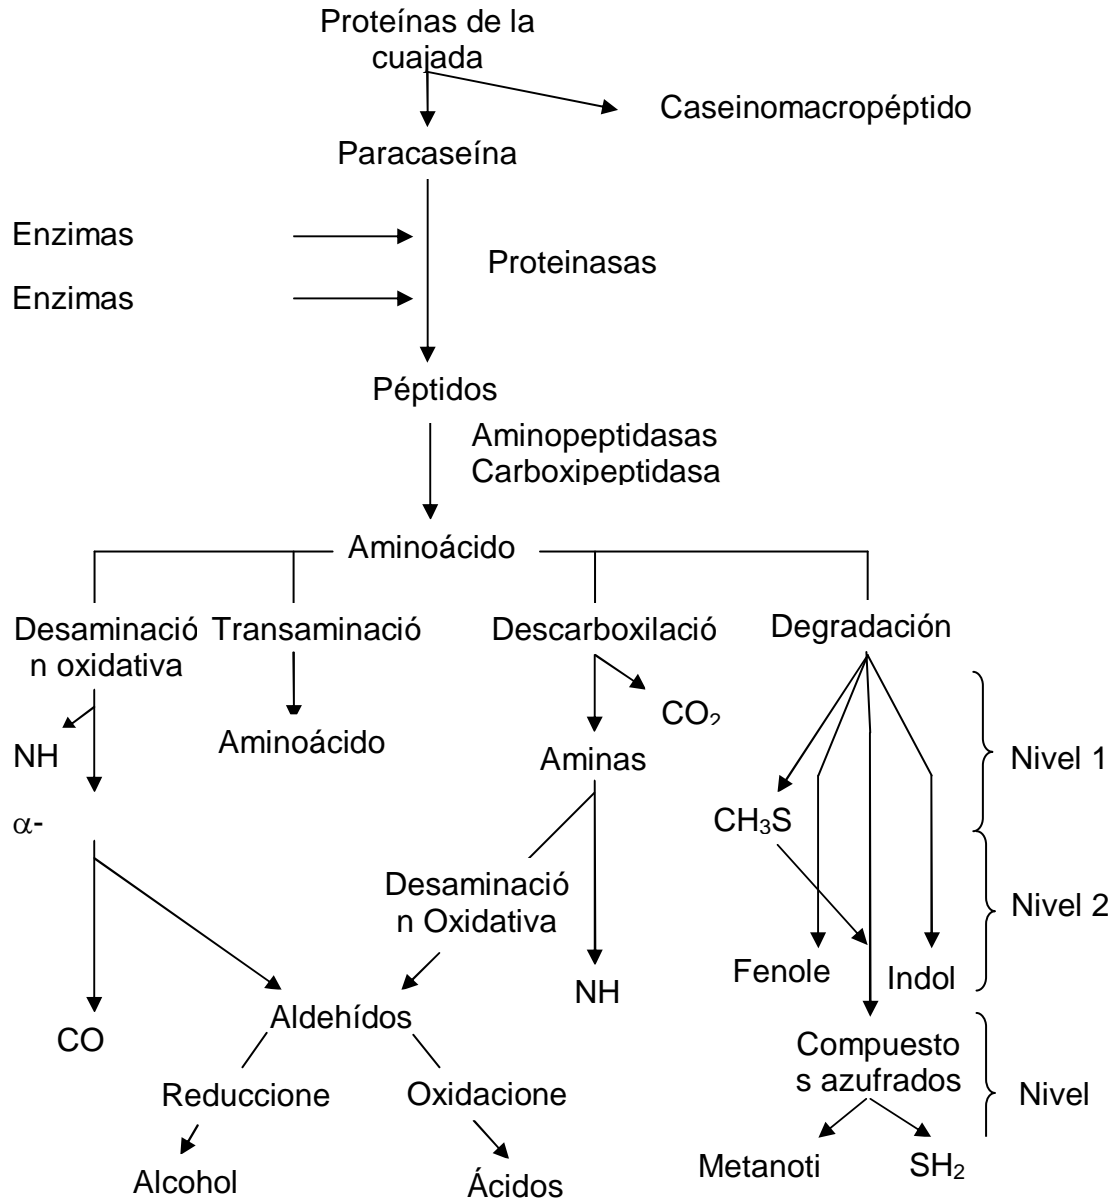 Proteínas de la
cuajada
Caseinomacropéptido
Paracaseína
Enzimas
Proteinasas
Enzimas
Péptidos
Aminopeptidasas
Carboxipeptidasa
Aminoácido
Desaminació
n oxidativa
Transaminació
Descarboxilació
Degradación
NH
Aminoácido
CO₂
Aminas
Nivel 1
α-
CH₃S
Desaminació
n Oxidativa
Nivel 2
Fenole
Indol
NH
Aldehídos
CO
Compuesto
s azufrados
Nivel
Reduccione
Oxidacione
Metanoti
SH₂
Alcohol
Ácidos